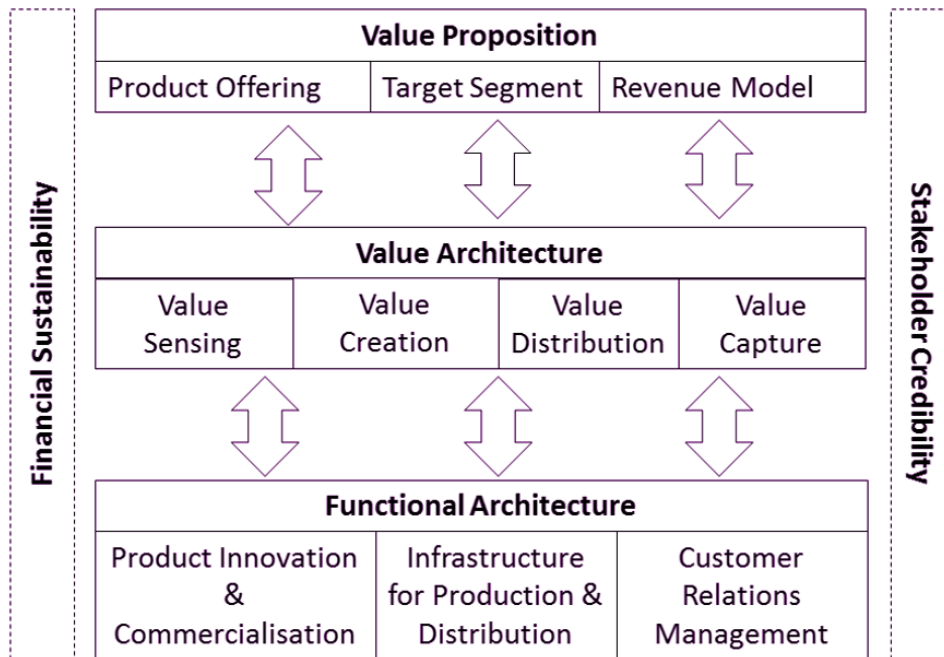 Value Proposition
Product Offering
Target Segment
Revenue Model
Value Architecture
Value
Sensing
Value
Creation
Value
Distribution
Value
Capture
Functional Architecture
Product Innovation
&
Commercialisation
Infrastructure
for Production &
Distribution
Customer
Relations
Management
Financial Sustainability
Stakeholder Credibility